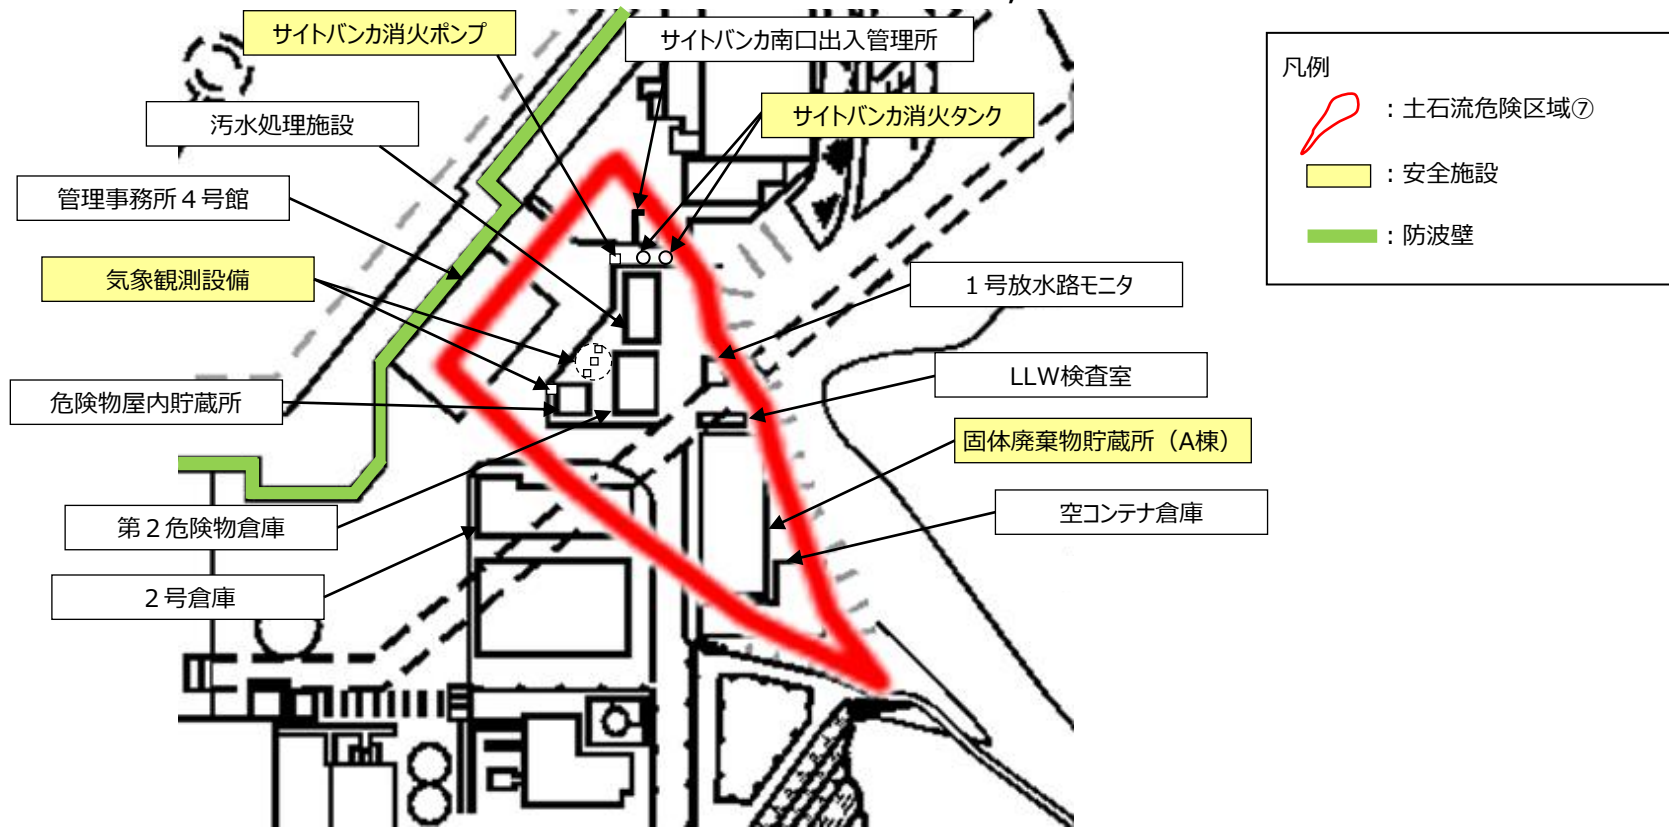 サイトバンカ消火ポンプ
サイトバンカ南口出入管理所
サイトバンカ消火タンク
汚水処理施設
管理事務所４号館
気象観測設備
１号放水路モニタ
LLW検査室
危険物屋内貯蔵所
固体廃棄物貯蔵所（A棟）
空コンテナ倉庫
第２危険物倉庫
２号倉庫
凡例
：土石流危険区域⑦
：安全施設
：防波壁